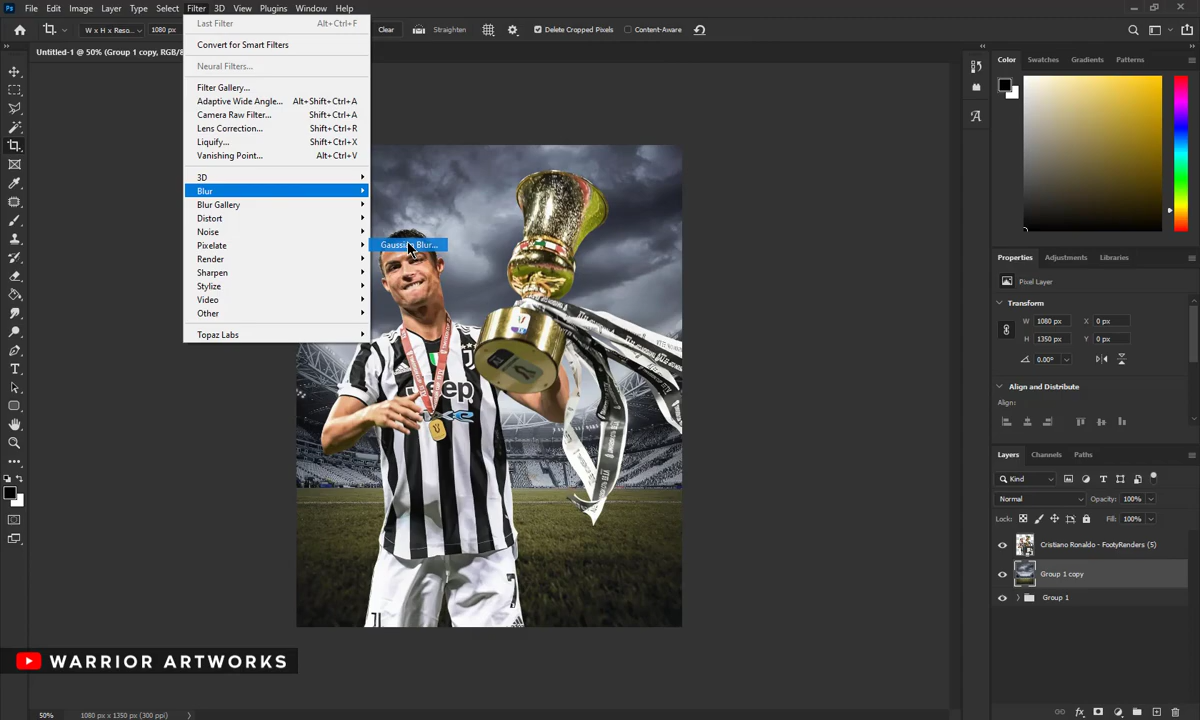 Ps File Edit Image Layer Type Select Filter 3D View Plugins Window Help
W x H x Reso... 1080 px Clear Straighten Delete Cropped Pixels Content-Aware
Untitled-1 @ 50% (Group 1 copy, RGB/8
Last Filter Alt+Ctrl+F
Convert for Smart Filters
Neural Filters...
Filter Gallery...
Adaptive Wide Angle... Alt+Shift+Ctrl+A
Camera Raw Filter... Shift+Ctrl+A
Lens Correction... Shift+Ctrl+R
Liquify... Shift+Ctrl+X
Vanishing Point... Alt+Ctrl+V
3D
Blur
Blur Gallery
Distort
Noise
Pixelate
Render
Sharpen
Stylize
Video
Other
Topaz Labs
Gaussian Blur...
Jeep
7
WARRIOR ARTWORKS
50% 1080 px x 1350 px (300 ppi)
Color Swatches Gradients Patterns
Properties Adjustments Libraries
Pixel Layer
Transform
W 1080 px X 0 px
H 1350 px Y 0 px
0.00°
Align and Distribute
Align:
Layers Channels Paths
Kind
Normal Opacity: 100%
Lock: Fill: 100%
Cristiano Ronaldo - FootyRenders (5)
Group 1 copy
Group 1